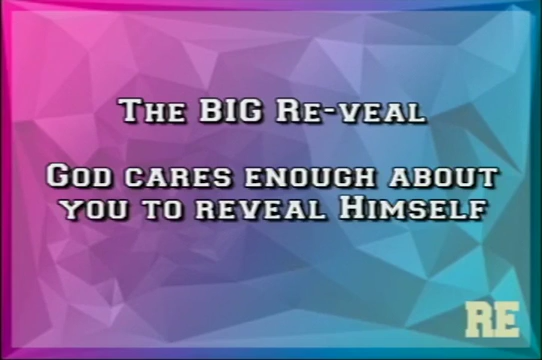 The BIG Re-veal
God cares enough about
you to reveal Himself
RE